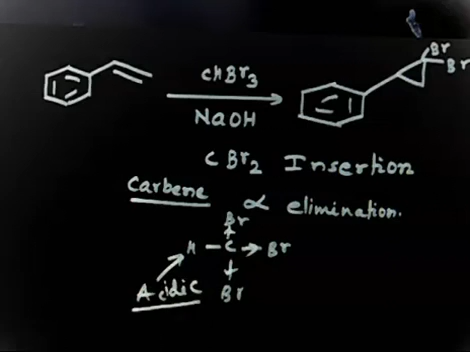 CHBr3
NaOH
Br
Br
CBr2 Insertion
Carbene
α elimination.
Br
H - C → Br
Acidic
Br